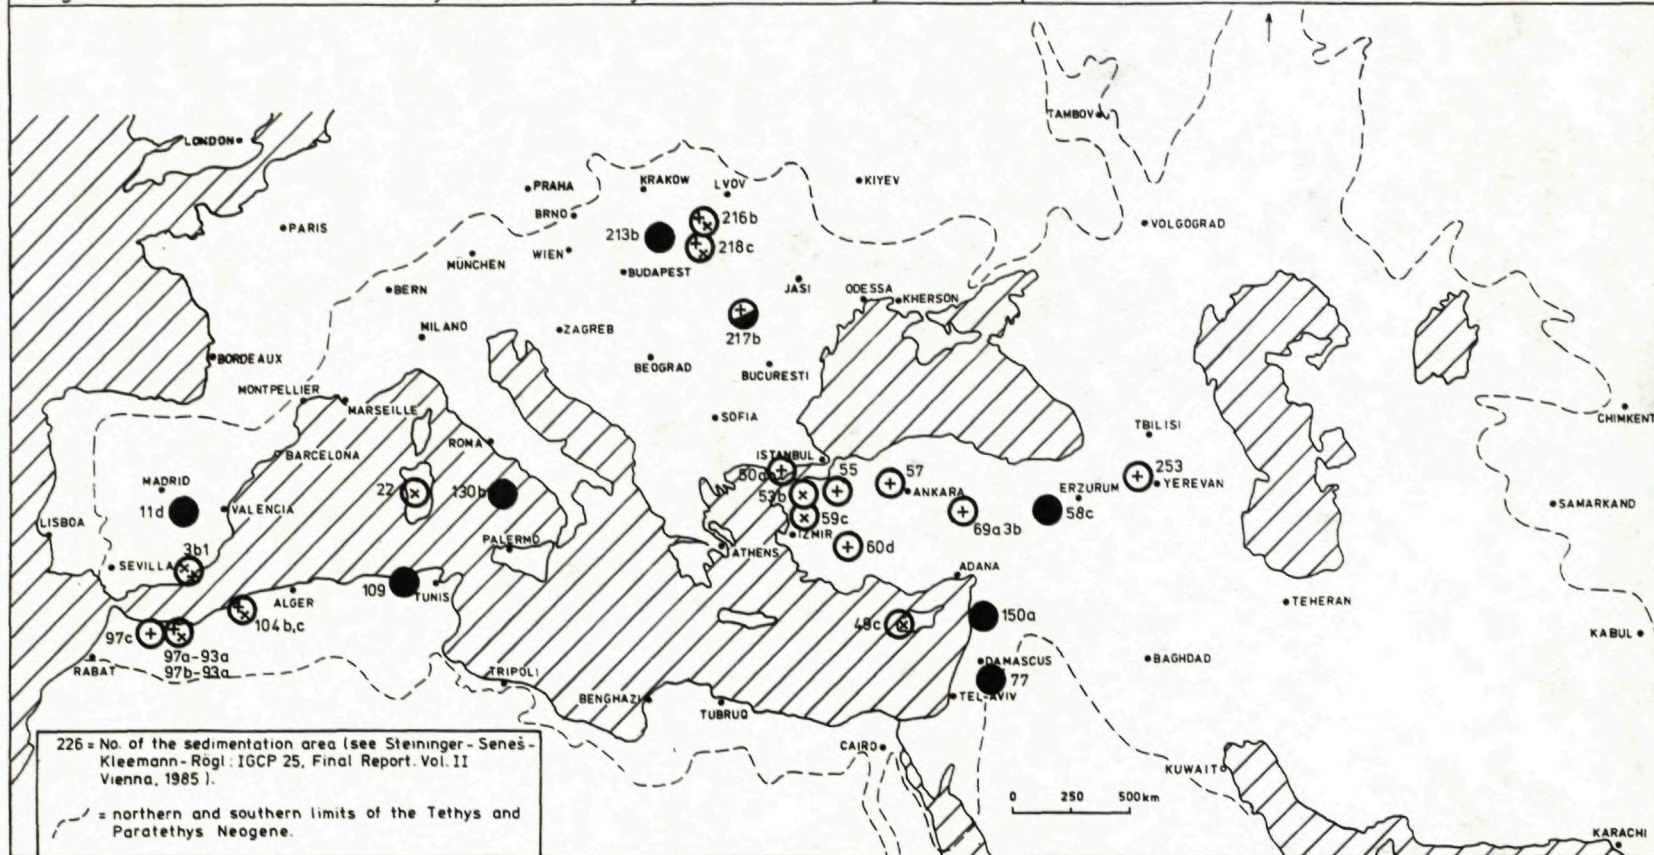 TAMBOV
LONDON
PRAHA
KRAKOW
LVOV
KIYEV
BRNO
216b
VOLGOGRAD
PARIS
213b
218c
WIEN
MÜNCHEN
BUDAPEST
JASI
ODESSA
KHERSON
BERN
MILANO
ZAGREB
217b
BORDEAUX
BEOGRAD
BUCURESTI
MONTPELLIER
MARSEILLE
SOFIA
CHIMKENT
TBILISI
ROMA
ISTANBUL
BARCELONA
55
57
253
MADRID
22
130b
53b
ANKARA
ERZURUM
YEREVAN
11d
VALENCIA
59c
69a3b
58c
SAMARKAND
LISBOA
IZMIR
PALERMO
ATHENS
60d
3b1
SEVILLA
ADANA
109
TUNIS
ALGER
TEHERAN
104b,c
150a
49c
97c
KABUL
97a-93a
97b-93a
RABAT
DAMASCUS
BAGHDAD
TRIPOLI
77
BENGHAZI
TEL-AVIV
TUBRUQ
CAIRO
KUWAIT
0 250 500km
KARACHI
226 = No. of the sedimentation area (see Steininger - Seneš -
Kleemann - Rögl : IGCP 25, Final Report. Vol. II
Vienna, 1985 ).
= northern and southern limits of the Tethys and
Paratethys Neogene.